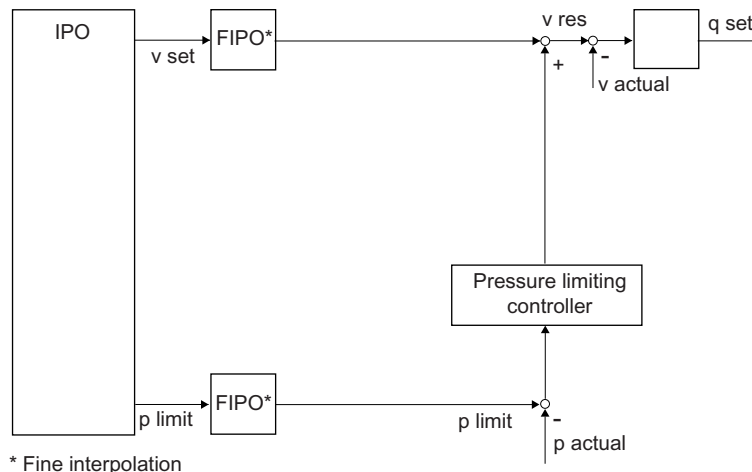 IPO
v set
FIPO*
v res
+
-
v actual
q set
Pressure limiting
controller
p limit
FIPO*
p limit
-
p actual
* Fine interpolation